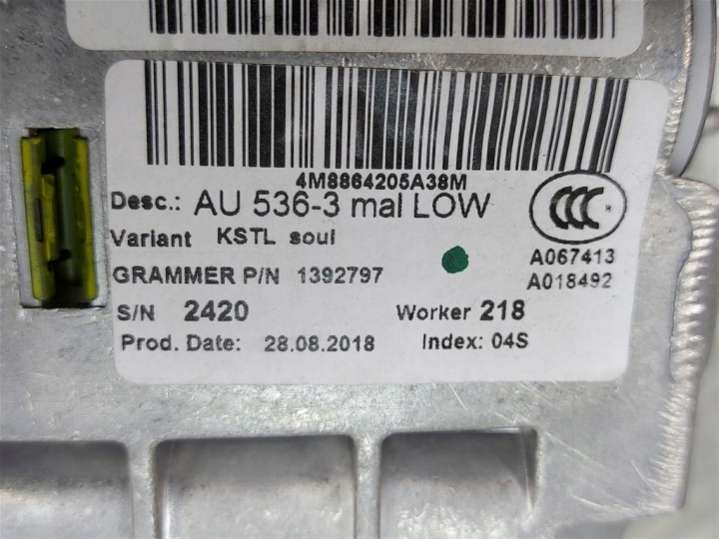 4M8864205A38M
Desc.: AU 536-3 mal LOW
Variant KSTL soul
CCC
A067413
GRAMMER P/N 1392797
A018492
S/N 2420 Worker 218
Prod. Date: 28.08.2018 Index: 04S